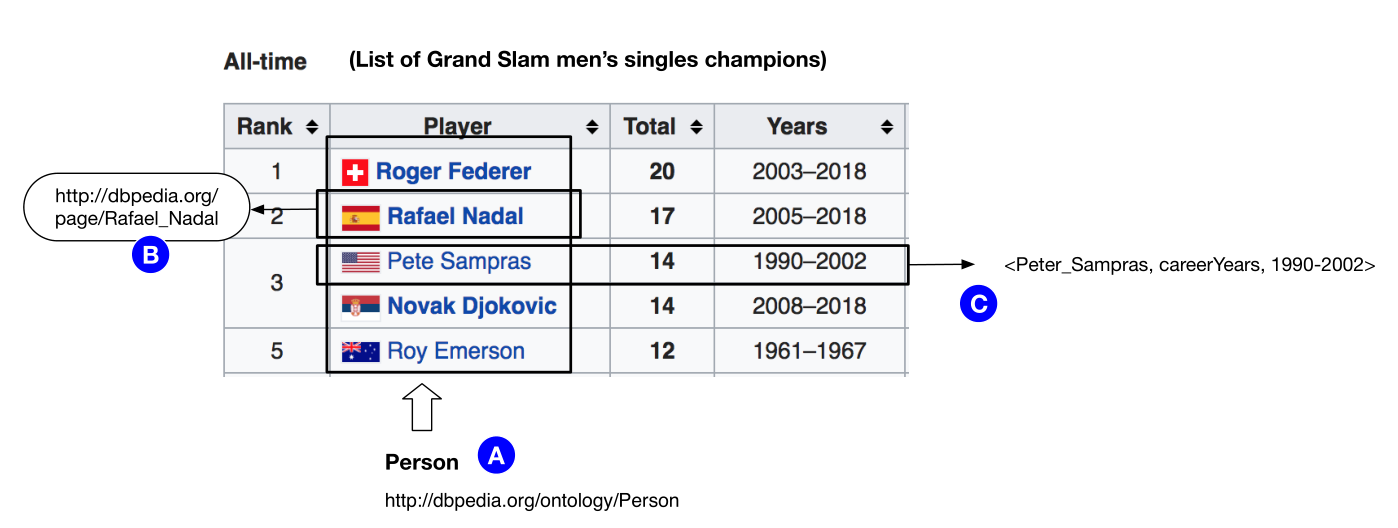 All-time (List of Grand Slam men’s singles champions)
Rank Player Total Years
1 Roger Federer 20 2003–2018
http://dbpedia.org/
page/Rafael_Nadal
2 Rafael Nadal 17 2005–2018
B
Pete Sampras 14 1990–2002
<Peter_Sampras, careerYears, 1990-2002>
3
C
Novak Djokovic 14 2008–2018
5 Roy Emerson 12 1961–1967
Person A
http://dbpedia.org/ontology/Person